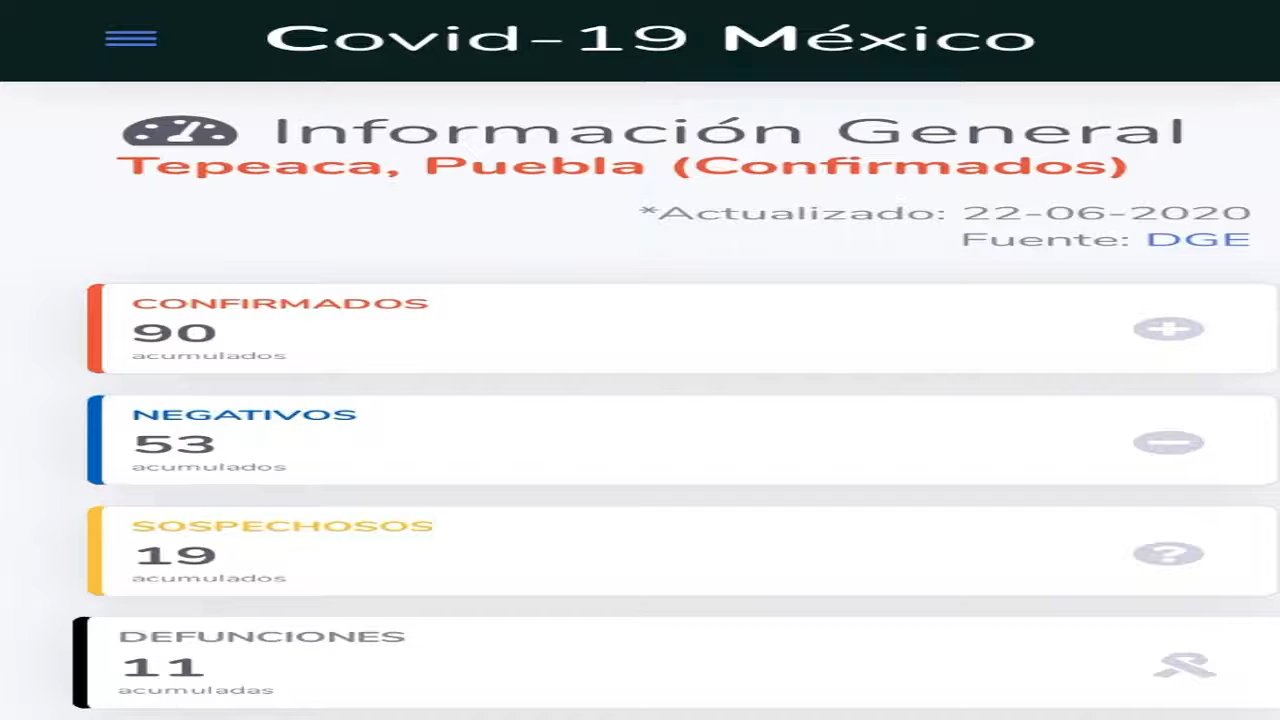 Covid-19 México
Información General
Tepeaca, Puebla (Confirmados)
*Actualizado: 22-06-2020
Fuente: DGE
CONFIRMADOS
90
acumulados
NEGATIVOS
53
acumulados
SOSPECHOSOS
19
acumulados
DEFUNCIONES
11
acumuladas